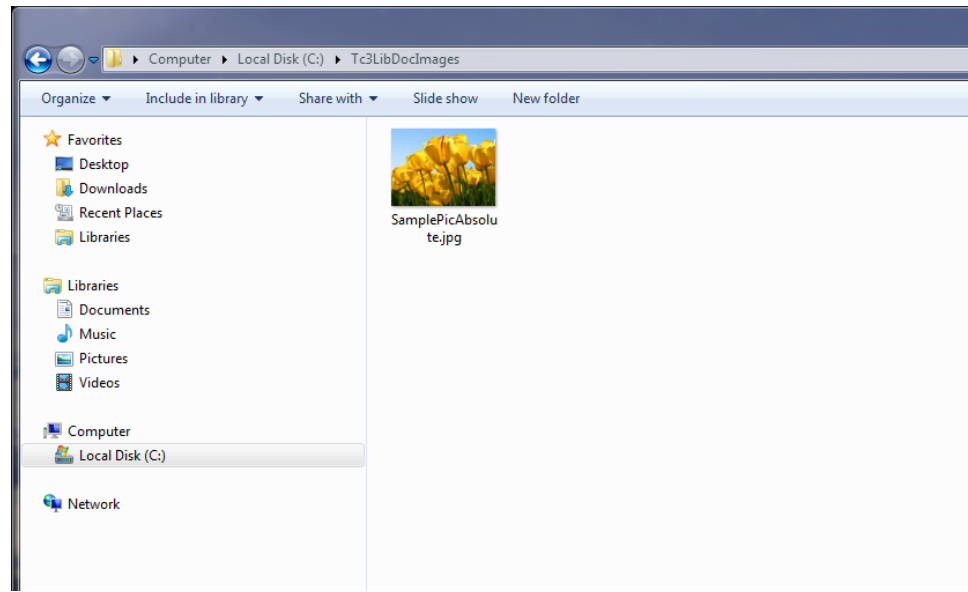 Computer Local Disk (C:) Tc3LibDocImages
Organize Include in library Share with Slide show New folder
Favorites
Desktop
Downloads
Recent Places
Libraries
Libraries
Documents
Music
Pictures
Videos
Computer
Local Disk (C:)
Network
SamplePicAbsolu
te.jpg